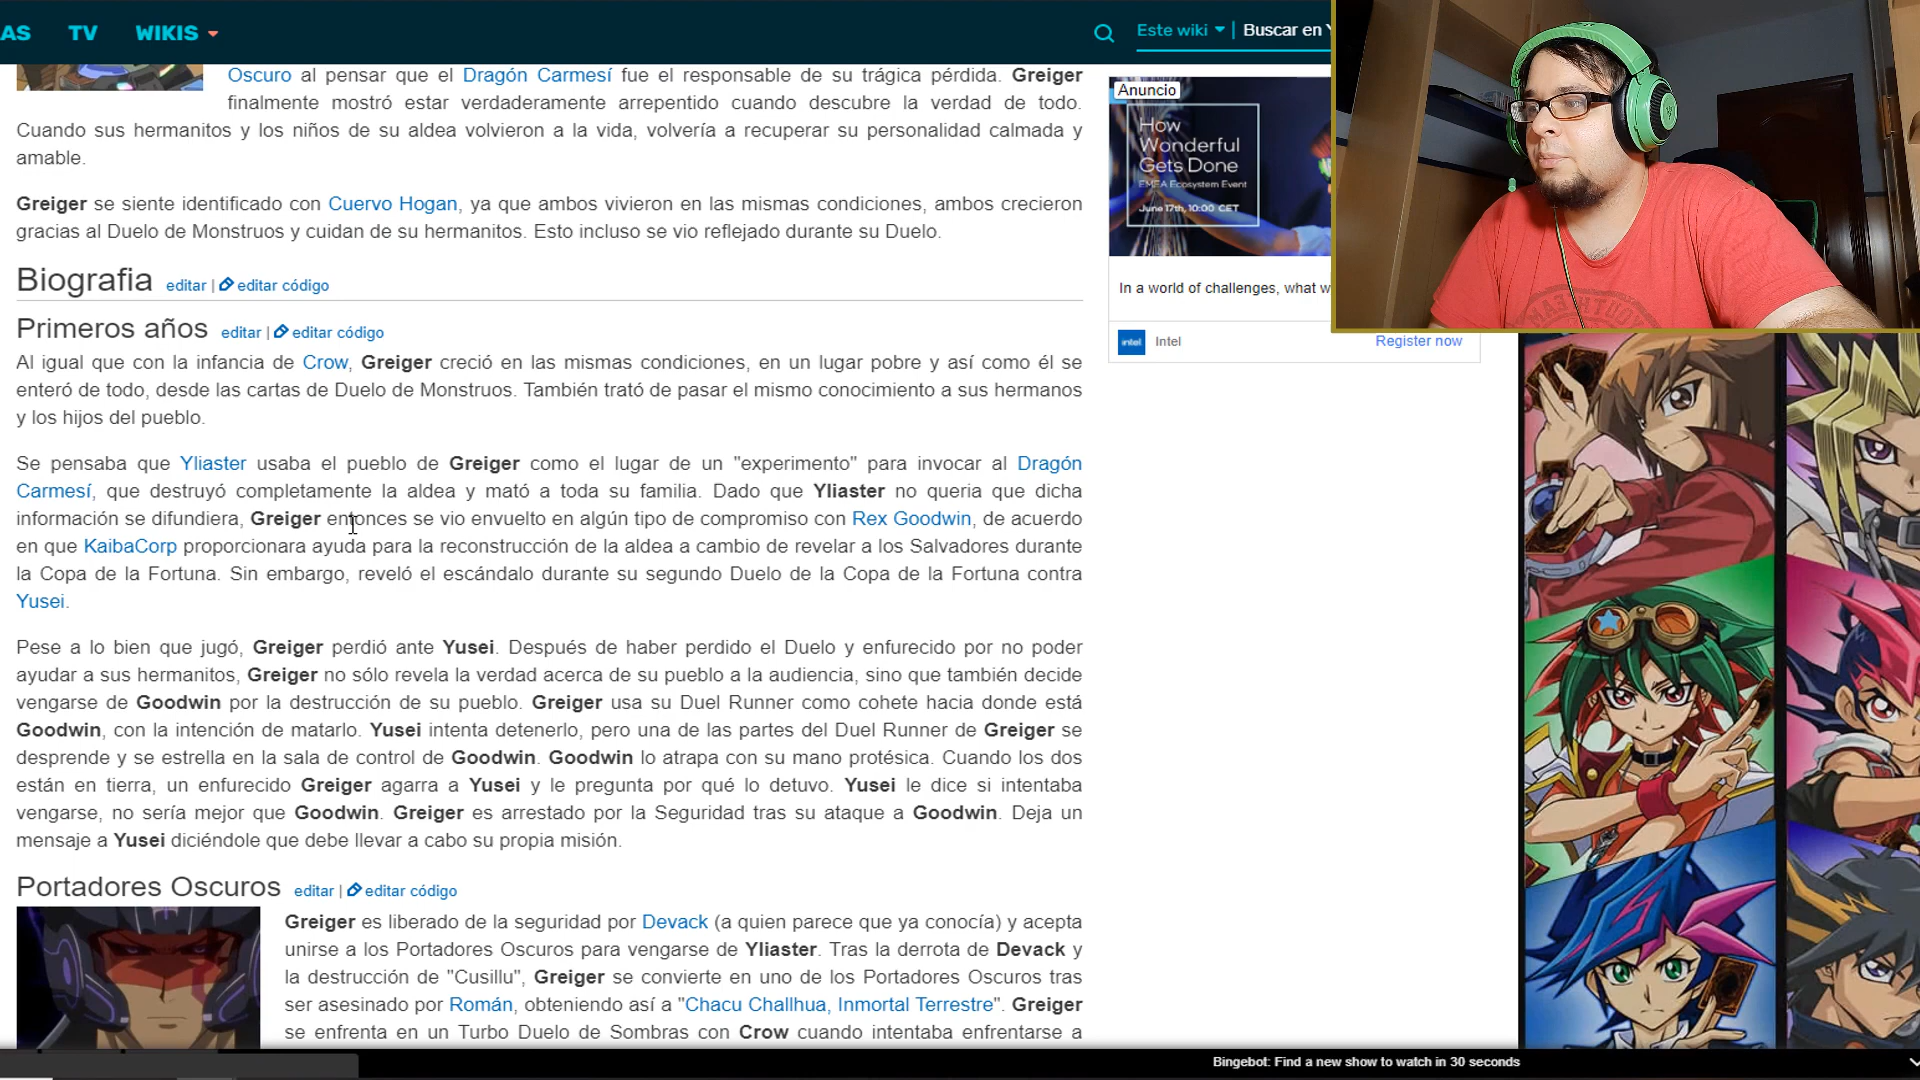 AS TV WIKIS
Este wiki | Buscar en
Oscuro al pensar que el Dragón Carmesí fue el responsable de su trágica pérdida. Greiger
finalmente mostró estar verdaderamente arrepentido cuando descubre la verdad de todo.
Cuando sus hermanitos y los niños de su aldea volvieron a la vida, volvería a recuperar su personalidad calmada y
amable.
Greiger se siente identificado con Cuervo Hogan, ya que ambos vivieron en las mismas condiciones, ambos crecieron
gracias al Duelo de Monstruos y cuidan de su hermanitos. Esto incluso se vio reflejado durante su Duelo.
Biografia editar | editar código
Primeros años editar | editar código
Al igual que con la infancia de Crow, Greiger creció en las mismas condiciones, en un lugar pobre y así como él se
enteró de todo, desde las cartas de Duelo de Monstruos. También trató de pasar el mismo conocimiento a sus hermanos
y los hijos del pueblo.
Se pensaba que Yliaster usaba el pueblo de Greiger como el lugar de un "experimento" para invocar al Dragón
Carmesí, que destruyó completamente la aldea y mató a toda su familia. Dado que Yliaster no queria que dicha
información se difundiera, Greiger entonces se vio envuelto en algún tipo de compromiso con Rex Goodwin, de acuerdo
en que KaibaCorp proporcionara ayuda para la reconstrucción de la aldea a cambio de revelar a los Salvadores durante
la Copa de la Fortuna. Sin embargo, reveló el escándalo durante su segundo Duelo de la Copa de la Fortuna contra
Yusei.
Pese a lo bien que jugó, Greiger perdió ante Yusei. Después de haber perdido el Duelo y enfurecido por no poder
ayudar a sus hermanitos, Greiger no sólo revela la verdad acerca de su pueblo a la audiencia, sino que también decide
vengarse de Goodwin por la destrucción de su pueblo. Greiger usa su Duel Runner como cohete hacia donde está
Goodwin, con la intención de matarlo. Yusei intenta detenerlo, pero una de las partes del Duel Runner de Greiger se
desprende y se estrella en la sala de control de Goodwin. Goodwin lo atrapa con su mano protésica. Cuando los dos
están en tierra, un enfurecido Greiger agarra a Yusei y le pregunta por qué lo detuvo. Yusei le dice si intentaba
vengarse, no sería mejor que Goodwin. Greiger es arrestado por la Seguridad tras su ataque a Goodwin. Deja un
mensaje a Yusei diciéndole que debe llevar a cabo su propia misión.
Portadores Oscuros editar | editar código
Greiger es liberado de la seguridad por Devack (a quien parece que ya conocía) y acepta
unirse a los Portadores Oscuros para vengarse de Yliaster. Tras la derrota de Devack y
la destrucción de "Cusillu", Greiger se convierte en uno de los Portadores Oscuros tras
ser asesinado por Román, obteniendo así a "Chacu Challhua, Inmortal Terrestre". Greiger
se enfrenta en un Turbo Duelo de Sombras con Crow cuando intentaba enfrentarse a
Anuncio
How
Wonderful
Gets Done
EMEA Ecosystem Event
June 17th, 10:00 CET
In a world of challenges, what w
intel
Intel
Register now
Bingebot: Find a new show to watch in 30 seconds